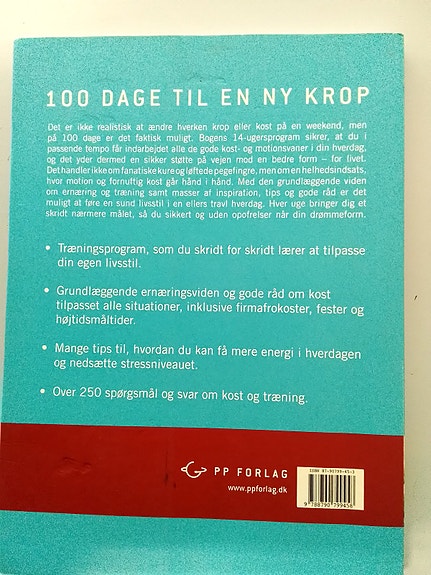 100 DAGE TIL EN NY KROP
Det er ikke realistisk at ændre hverken krop eller kost på en weekend, men
på 100 dage er det faktisk muligt. Bogens 14-ugersprogram sikrer, at du i
passende tempo får indarbejdet alle de gode kost- og motionsvaner i din hverdag,
og det yder dermed en sikker støtte på vejen mod en bedre form – for livet.
Det handler ikke om fanatiske kure og løftede pegefingre, men om en helhedsindsats,
hvor motion og fornuftig kost går hånd i hånd. Med den grundlæggende viden
om ernæring og træning samt masser af inspiration, tips og gode råd er det
muligt at føre en sund livsstil i en ellers travl hverdag. Hver uge bringer dig et
skridt nærmere målet, så du sikkert og uden opofrelser når din drømmeform.
• Træningsprogram, som du skridt for skridt lærer at tilpasse
din egen livsstil.
• Grundlæggende ernæringsviden og gode råd om kost
tilpasset alle situationer, inklusive firmafrokoster, fester og
højtidsmåltider.
• Mange tips til, hvordan du kan få mere energi i hverdagen
og nedsætte stressniveauet.
• Over 250 spørgsmål og svar om kost og træning.
PP FORLAG
www.ppforlag.dk
ISBN 87-90799-45-3
9 788790 799458